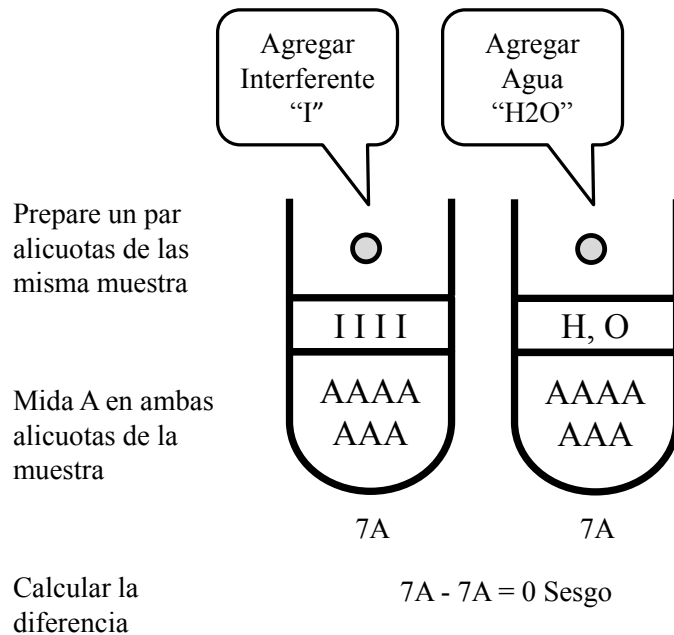 Agregar
Interferente
“I”
Agregar
Agua
“H2O”
Prepare un par
alicuotas de las
misma muestra
I I I I
H, O
Mida A en ambas
alicuotas de la
muestra
AAAA
AAA
AAAA
AAA
7A
7A
Calcular la
diferencia
7A - 7A = 0 Sesgo